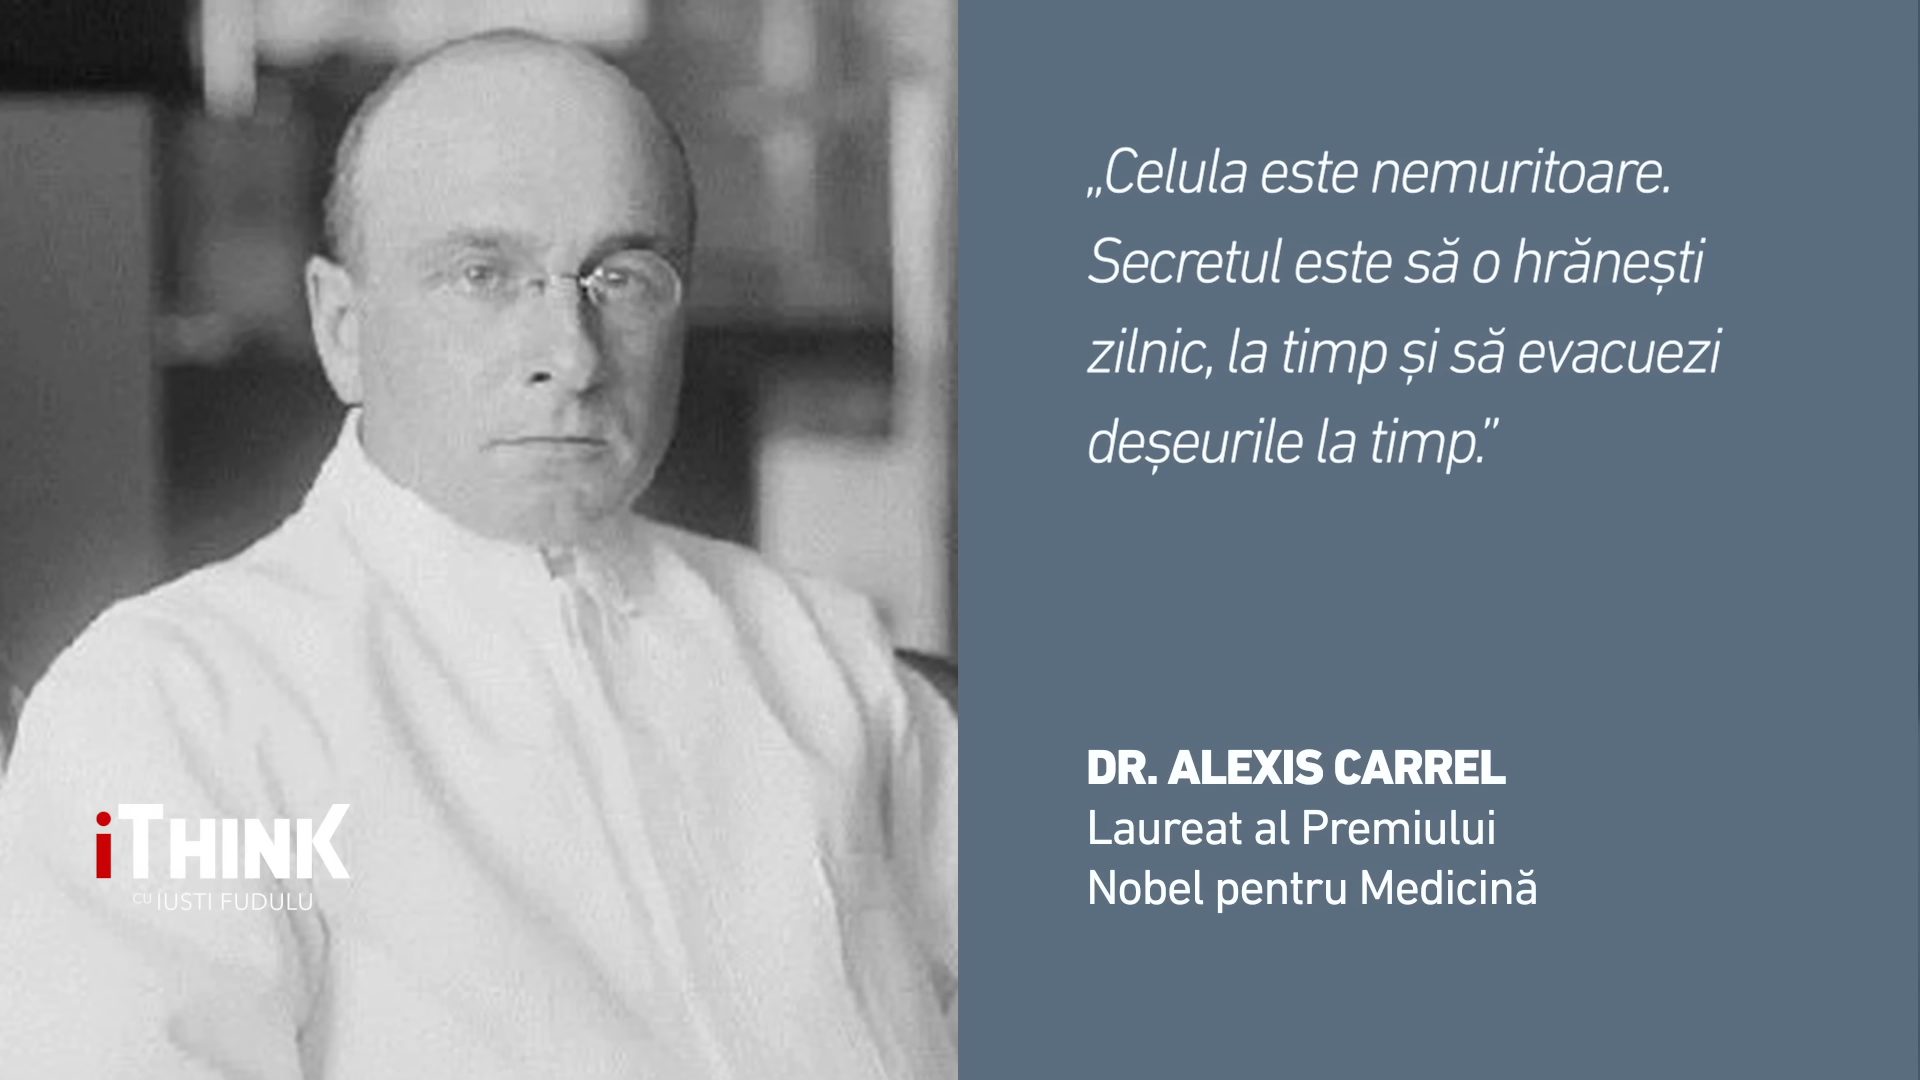 „Celula este nemuritoare.
Secretul este să o hrănești
zilnic, la timp și să evacuezi
deșeurile la timp.”
DR. ALEXIS CARREL
Laureat al Premiului
Nobel pentru Medicină
iTHINK
CU IUSTI FUDULU